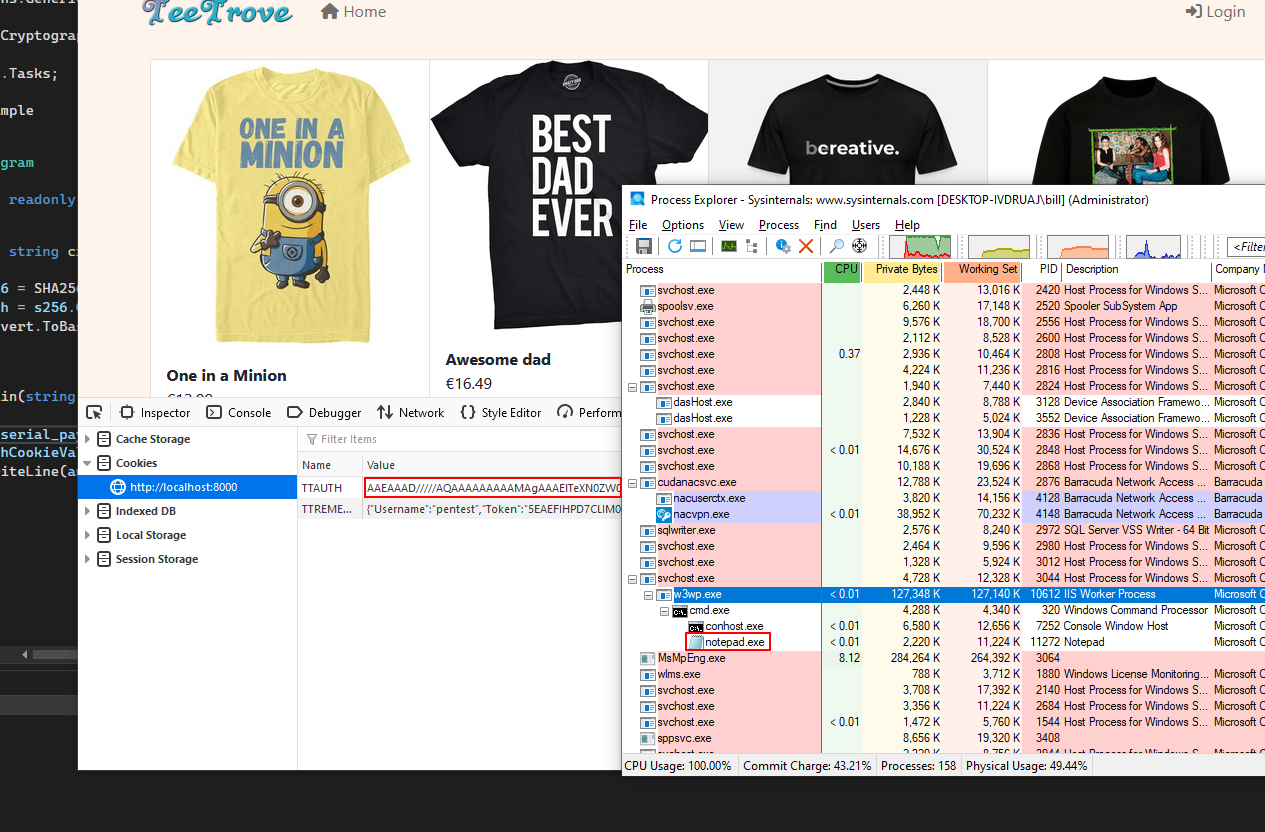 TeeTrove
Home
Login
Cryptograp
.Tasks;
mple
gram
readonly
string ci
6 = SHA256
h = s256.C
vert.ToBas
in(string
serial_pay
hCookieVal
iteLine(au
ONE IN A
MINION
BEST
DAD
EVER
becreative.
One in a Minion
Awesome dad
€16.49
Inspector
Console
Debugger
Network
Style Editor
Perform
Cache Storage
Cookies
http://localhost:8000
Indexed DB
Local Storage
Session Storage
Filter Items
Name Value
TTAUTH AAEAAAD/////AQAAAAAAAAAMAgAAAElTeXN0ZW0
TTREME... {"Username":"pentest","Token":"5EAEFIHPD7CLIM0
Process Explorer - Sysinternals: www.sysinternals.com [DESKTOP-IVDRUAJ\bill] (Administrator)
File Options View Process Find Users Help
<Filter
Process CPU Private Bytes Working Set PID Description Company N
svchost.exe 2,448 K 13,016 K 2420 Host Process for Windows S... Microsoft C
spoolsv.exe 6,260 K 17,148 K 2520 Spooler SubSystem App Microsoft C
svchost.exe 9,576 K 18,700 K 2556 Host Process for Windows S... Microsoft C
svchost.exe 2,112 K 8,528 K 2600 Host Process for Windows S... Microsoft C
svchost.exe 0.37 2,936 K 10,464 K 2808 Host Process for Windows S... Microsoft C
svchost.exe 4,224 K 11,236 K 2816 Host Process for Windows S... Microsoft C
svchost.exe 1,940 K 7,440 K 2824 Host Process for Windows S... Microsoft C
dasHost.exe 2,840 K 8,788 K 3128 Device Association Framewo... Microsoft C
dasHost.exe 1,228 K 5,024 K 3552 Device Association Framewo... Microsoft C
svchost.exe 7,532 K 13,904 K 2836 Host Process for Windows S... Microsoft C
svchost.exe < 0.01 14,676 K 30,524 K 2848 Host Process for Windows S... Microsoft C
svchost.exe 10,188 K 19,696 K 2868 Host Process for Windows S... Microsoft C
cudanacsvc.exe 12,788 K 23,524 K 2876 Barracuda Network Access ... Barracuda
nacuserctx.exe 3,820 K 14,156 K 4128 Barracuda Network Access ... Barracuda
nacvpn.exe < 0.01 38,952 K 70,232 K 4148 Barracuda Network Access ... Barracuda
sqlwriter.exe 2,576 K 8,240 K 2972 SQL Server VSS Writer - 64 Bit Microsoft C
svchost.exe 2,464 K 9,596 K 2980 Host Process for Windows S... Microsoft C
svchost.exe 1,328 K 5,924 K 3012 Host Process for Windows S... Microsoft C
svchost.exe 4,728 K 12,328 K 3044 Host Process for Windows S... Microsoft C
w3wp.exe < 0.01 127,348 K 127,140 K 10612 IIS Worker Process Microsoft C
cmd.exe 4,288 K 4,340 K 320 Windows Command Processor Microsoft C
conhost.exe < 0.01 6,580 K 12,656 K 7252 Console Window Host Microsoft C
notepad.exe < 0.01 2,220 K 11,224 K 11272 Notepad Microsoft C
MsMpEng.exe 8.12 284,264 K 264,392 K 3064
wlms.exe 788 K 3,712 K 1880 Windows License Monitoring... Microsoft C
svchost.exe 3,708 K 17,392 K 2140 Host Process for Windows S... Microsoft C
svchost.exe 3,356 K 11,224 K 2684 Host Process for Windows S... Microsoft C
svchost.exe < 0.01 1,472 K 5,760 K 1544 Host Process for Windows S... Microsoft C
sppsvc.exe 8,656 K 19,320 K 3408
CPU Usage: 100.00% Commit Charge: 43.21% Processes: 158 Physical Usage: 49.44%